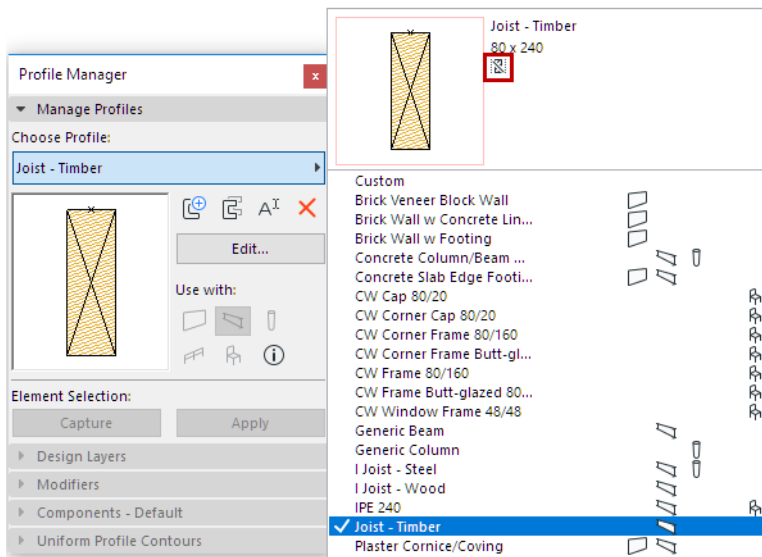 Profile Manager
x
Manage Profiles
Choose Profile:
Joist - Timber
Edit...
Use with:
Element Selection:
Capture
Apply
Design Layers
Modifiers
Components - Default
Uniform Profile Contours
Joist - Timber
80 x 240
Custom
Brick Veneer Block Wall
Brick Wall w Concrete Lin...
Brick Wall w Footing
Concrete Column/Beam ...
Concrete Slab Edge Footi...
CW Cap 80/20
CW Corner Cap 80/20
CW Corner Frame 80/160
CW Corner Frame Butt-gl...
CW Frame 80/160
CW Frame Butt-glazed 80...
CW Window Frame 48/48
Generic Beam
Generic Column
I Joist - Steel
I Joist - Wood
IPE 240
Joist - Timber
Plaster Cornice/Coving